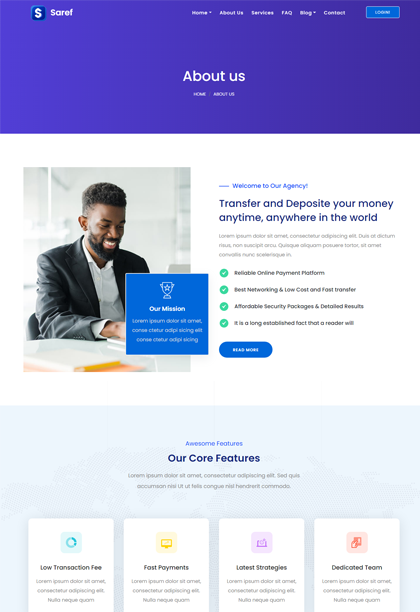 Saref
Home About Us Services FAQ Blog Contact
LOGIN!
About us
HOME / ABOUT US
Welcome to Our Agency!
Transfer and Deposite your money
anytime, anywhere in the world
Lorem ipsum dolor sit amet, consectetur adipiscing elit. Duis at dictum
risus, non suscipit arcu. Quisque aliquam posuere tortor, sit amet
convallis nunc scelerisque in.
Reliable Online Payment Platform
Best Networking & Low Cost and Fast transfer
Affordable Security Packages & Detailed Results
It is a long established fact that a reader will
READ MORE
Our Mission
Lorem ipsum dolor sit amet,
conse ctetur adipi sicing elit
conse ctetur adipi sicing
Awesome Features
Our Core Features
Lorem ipsum dolor sit amet, consectetur adipiscing elit. Sed quis
accumsan nisi Ut ut felis congue nisl hendrerit commodo.
Low Transaction Fee
Lorem ipsum dolor sit amet, consectetur adipiscing elit. Nulla neque quom
Fast Payments
Lorem ipsum dolor sit amet, consectetur adipiscing elit. Nulla neque quom
Latest Strategies
Lorem ipsum dolor sit amet, consectetur adipiscing elit. Nulla neque quom
Dedicated Team
Lorem ipsum dolor sit amet, consectetur adipiscing elit. Nulla neque quom